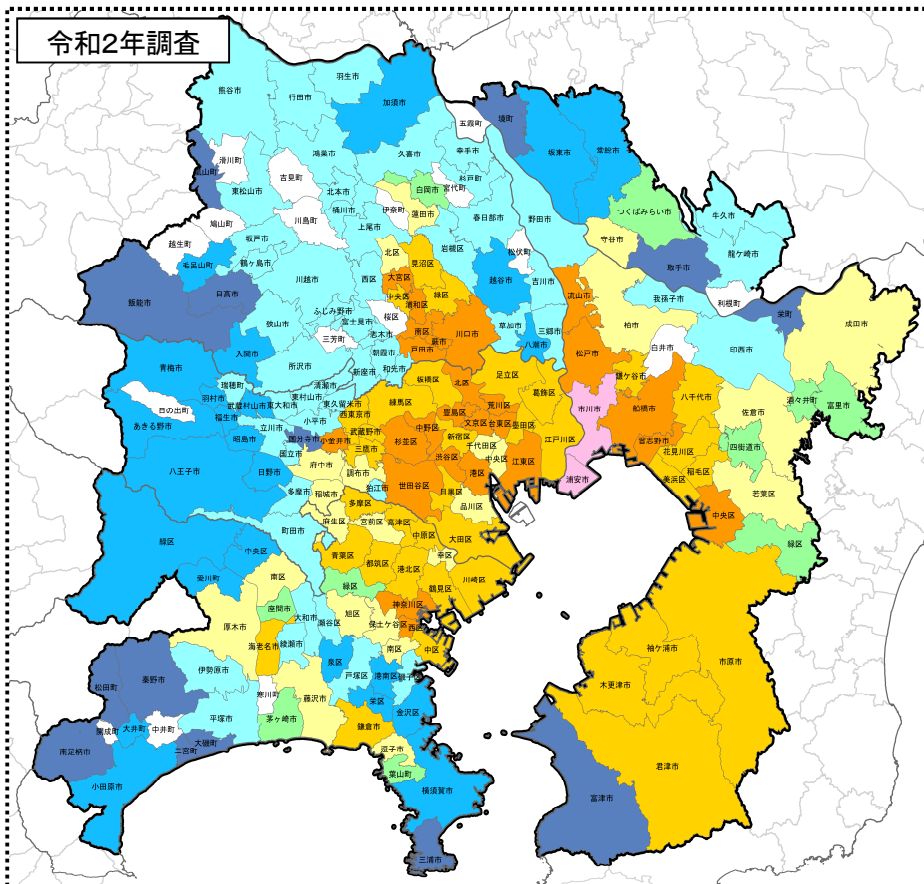 令和2年調査
羽生市
熊谷市
行田市
加須市
五霞町
境町
坂東市
常総市
滑川町
嵐山町
吉見町
鴻巣市
久喜市
幸手市
杉戸町
宮代町
東松山市
北本市
白岡市
つくばみらい市
牛久市
桶川市
伊奈町
蓮田市
川島町
上尾市
春日部市
野田市
鳩山町
越生町
坂戸市
守谷市
龍ケ崎市
毛呂山町
鶴ヶ島市
北区
見沼区
岩槻区
松伏町
取手市
飯能市
日高市
川越市
西区
大宮区
越谷市
吉川市
流山市
我孫子市
利根町
栄町
成田市
中央区
緑区
浦和区
ふじみ野市
富士見市
桜区
狭山市
三芳町
志木市
南区
川口市
草加市
三郷市
柏市
白井市
印西市
蕨市
戸田市
八潮市
入間市
所沢市
朝霞市
和光市
新座市
松戸市
鎌ケ谷市
青梅市
瑞穂町
清瀬市
板橋区
北区
足立区
葛飾区
市川市
船橋市
八千代市
酒々井町
富里市
羽村市
東村山市
東久留米市
練馬区
日の出町
武蔵村山市
東大和市
小平市
西東京市
豊島区
荒川区
佐倉市
あきる野市
福生市
立川市
武蔵野市
中野区
文京区
台東区
墨田区
江戸川区
習志野市
四街道市
昭島市
国分寺市
小金井市
杉並区
新宿区
千代田区
花見川区
国立市
三鷹市
渋谷区
中央区
八王子市
日野市
府中市
調布市
港区
江東区
浦安市
美浜区
稲毛区
若葉区
多摩市
稲城市
狛江市
世田谷区
目黒区
品川区
中央区
緑区
町田市
多摩区
麻生区
宮前区
高津区
中原区
大田区
緑区
中央区
青葉区
都筑区
港北区
幸区
川崎区
愛川町
南区
緑区
鶴見区
座間市
神奈川区
厚木市
大和市
瀬谷区
旭区
保土ケ谷区
西区
海老名市
綾瀬市
南区
中区
袖ケ浦市
市原市
泉区
戸塚区
港南区
磯子区
松田町
秦野市
伊勢原市
寒川町
藤沢市
栄区
金沢区
木更津市
平塚市
茅ヶ崎市
鎌倉市
開成町
大井町
中井町
大磯町
南足柄市
二宮町
逗子市
君津市
葉山町
小田原市
横須賀市
富津市
三浦市